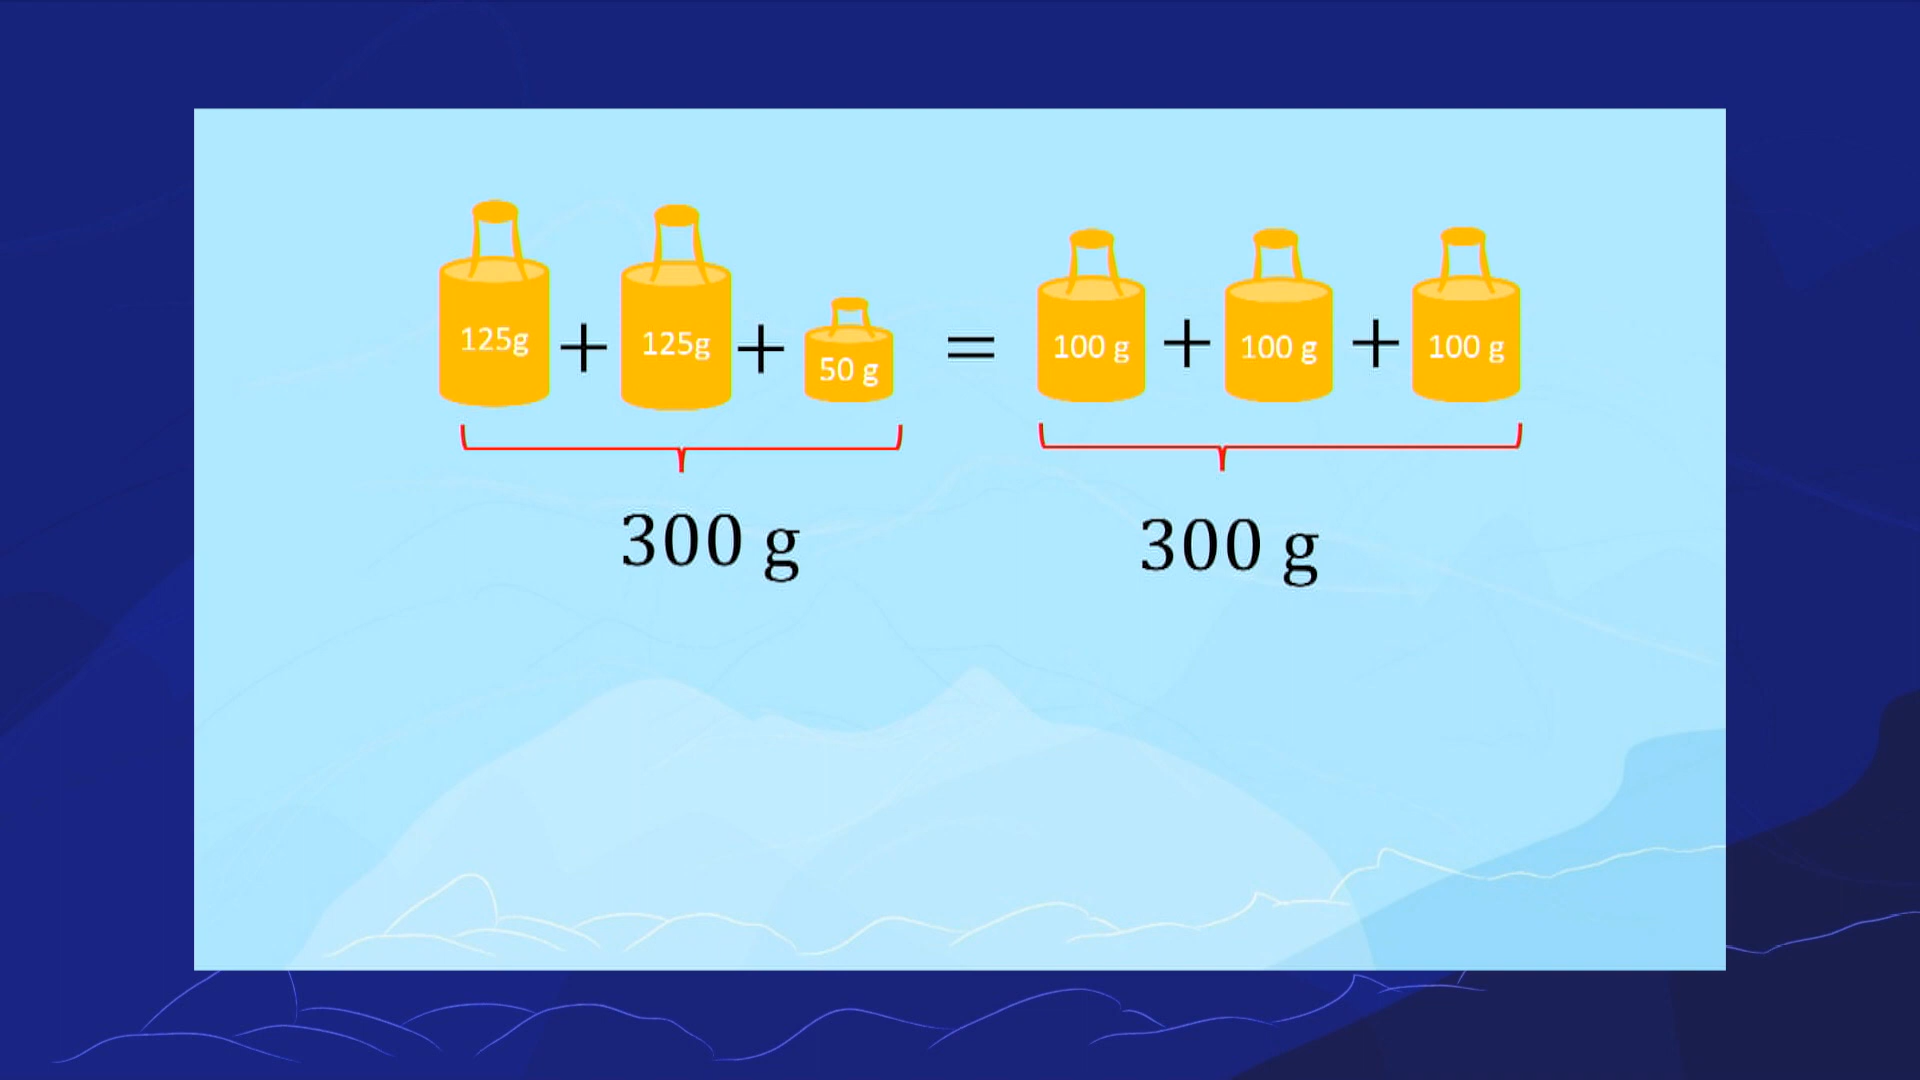 125g + 125g + 50 g = 100 g + 100 g + 100 g
300 g 300 g